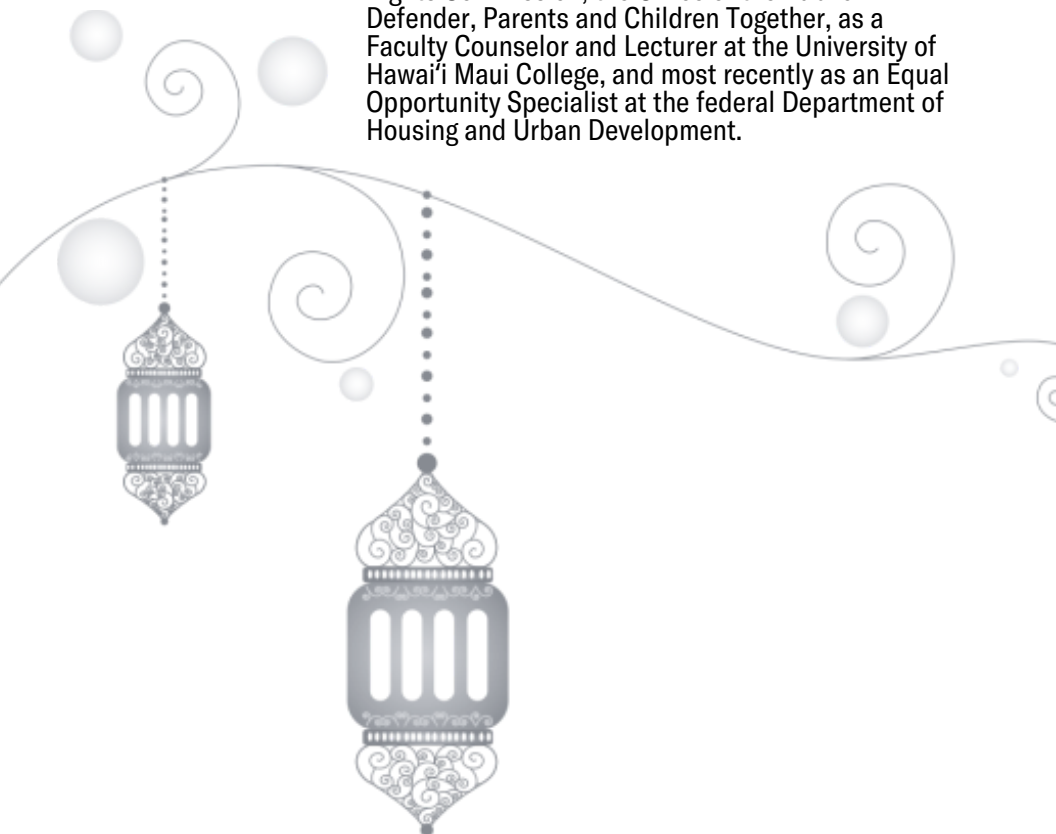 Defender, Parents and Children Together, as a
Faculty Counselor and Lecturer at the University of
Hawai‘i Maui College, and most recently as an Equal
Opportunity Specialist at the federal Department of
Housing and Urban Development.